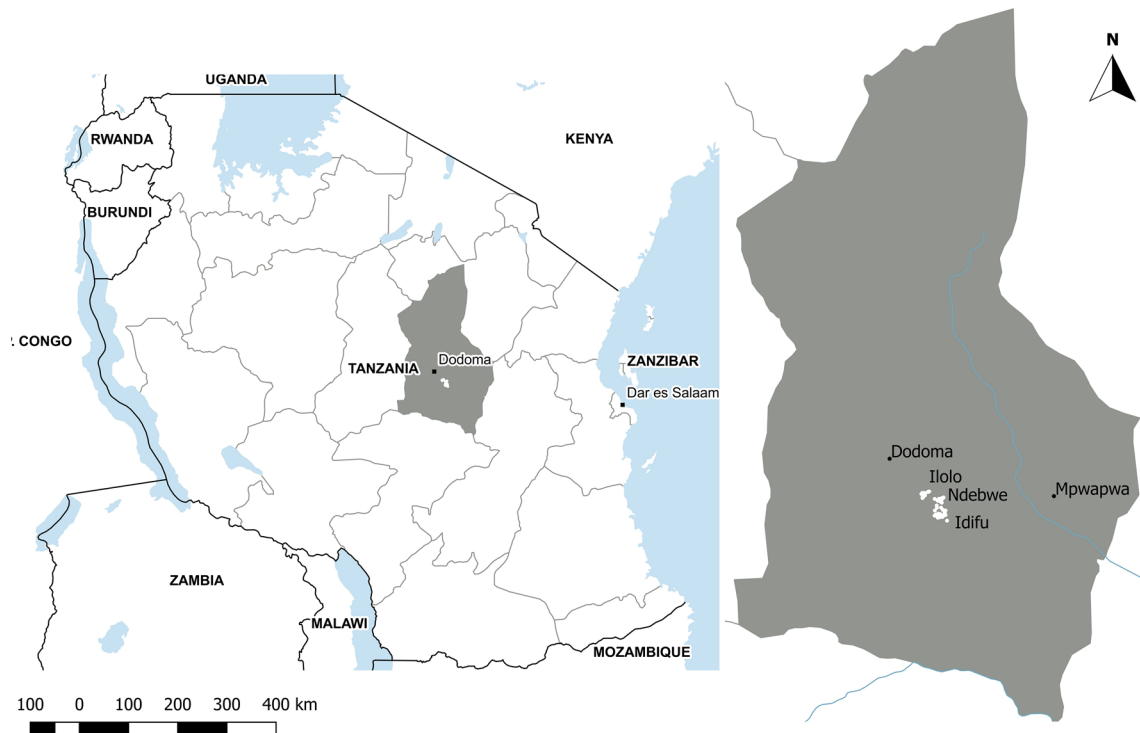 UGANDA
RWANDA
KENYA
BURUNDI
. CONGO
TANZANIA
Dodoma
ZANZIBAR
Dar es Salaam
ZAMBIA
MALAWI
MOZAMBIQUE
100 0 100 200 300 400 km
N
Dodoma
Ilolo
Ndebwe
Mpwapwa
Idifu